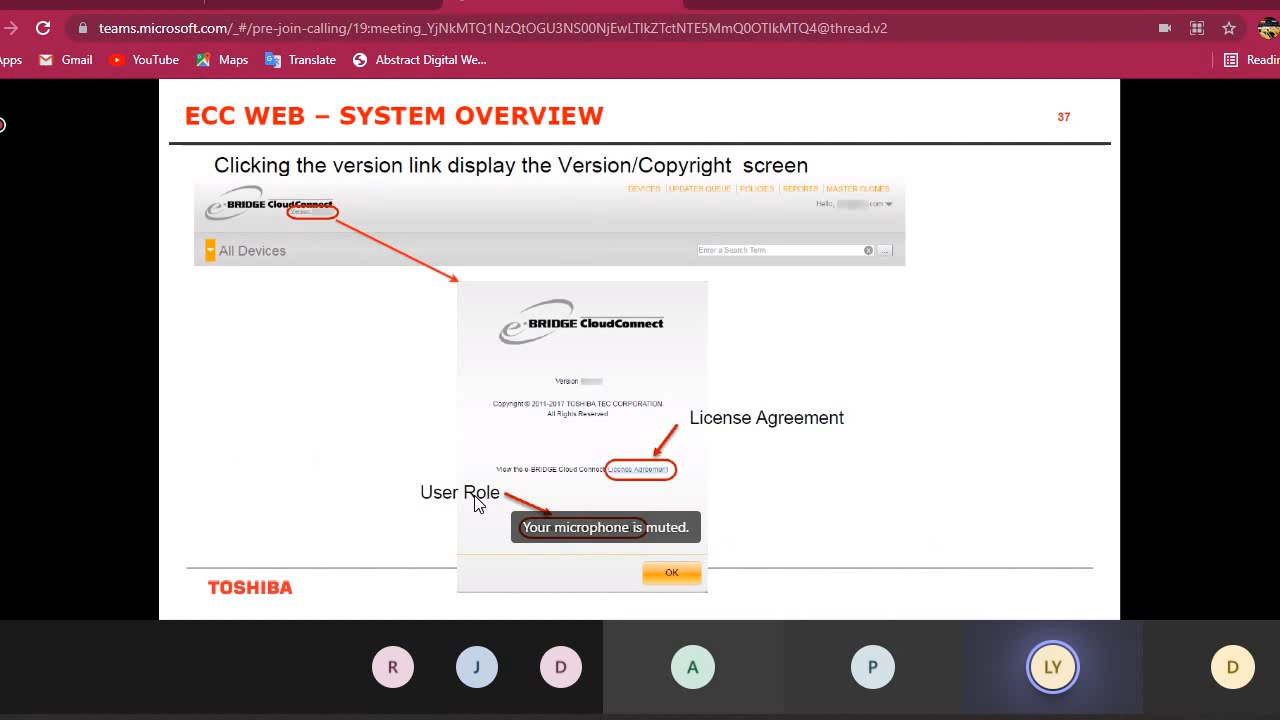 teams.microsoft.com/_#/pre-join-calling/19:meeting_YjNkMTQ1NzQtOGU3NS00NjEwLTlkZTctNTE5MmQ0OTlkMTQ4@thread.v2
Apps Gmail YouTube Maps Translate Abstract Digital We... Readin
ECC WEB – SYSTEM OVERVIEW 37
Clicking the version link display the Version/Copyright screen
DEVICES | UPDATES QUEUE | POLICIES | REPORTS | MASTER CLONES
e-BRIDGE CloudConnect
Version
Hello, .com
All Devices
Enter a Search Term ...
e-BRIDGE CloudConnect
Version
Copyright © 2011-2017 TOSHIBA TEC CORPORATION.
All Rights Reserved
License Agreement
View the e-BRIDGE Cloud Connect License Agreement
User Role
Your microphone is muted.
OK
TOSHIBA
R J D A P LY D